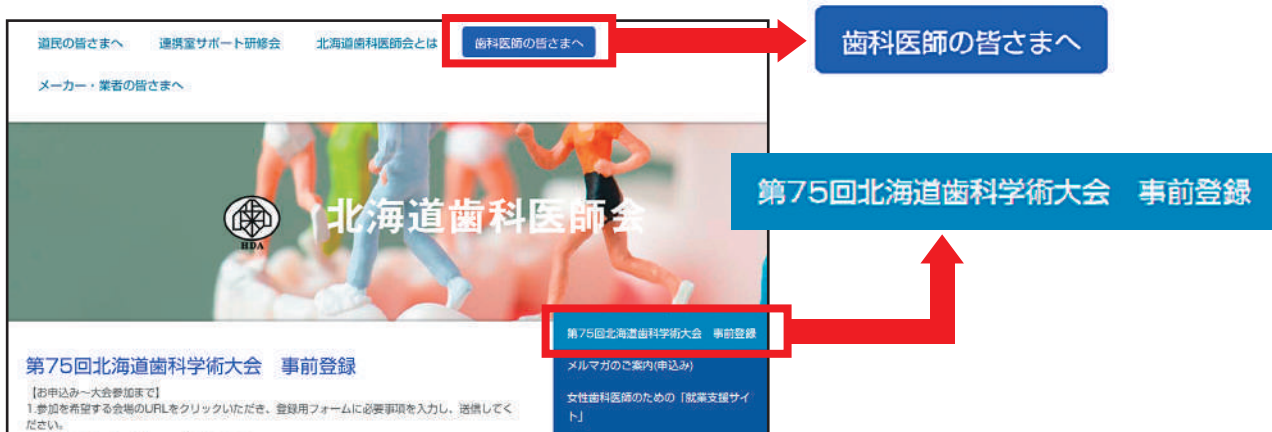 道民の皆さまへ 連携室サポート研修会 北海道歯科医師会とは 歯科医師の皆さまへ
メーカー・業者の皆さまへ
歯科医師の皆さまへ
HDA
北海道歯科医師会
第75回北海道歯科学術大会 事前登録
第75回北海道歯科学術大会 事前登録
メルマガのご案内(申込み)
女性歯科医師のための「就業支援サイ
ト」
第75回北海道歯科学術大会 事前登録
【お申込み～大会参加まで】
1.参加を希望する会場のURLをクリックいただき、登録用フォームに必要事項を入力し、送信してく
ださい。